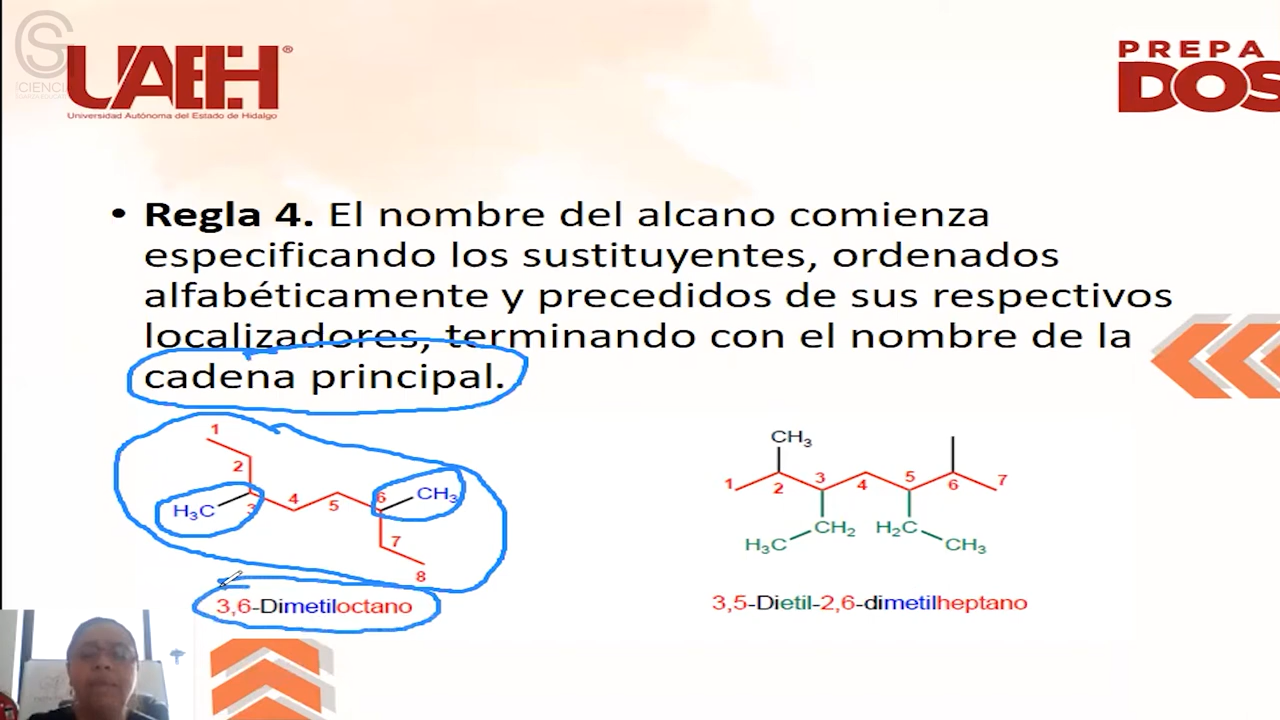 CIENCI
UAEH®
Universidad Autónoma del Estado de Hidalgo
PREPA
DOS
• Regla 4. El nombre del alcano comienza
especificando los sustituyentes, ordenados
alfabéticamente y precedidos de sus respectivos
localizadores, terminando con el nombre de la
cadena principal.
1
2
H₃C
3
4
5
6
CH₃
7
8
3,6-Dimetiloctano
CH₃
1
2
3
4
5
6
7
CH₂
H₂C
H₃C
CH₃
3,5-Dietil-2,6-dimetilheptano